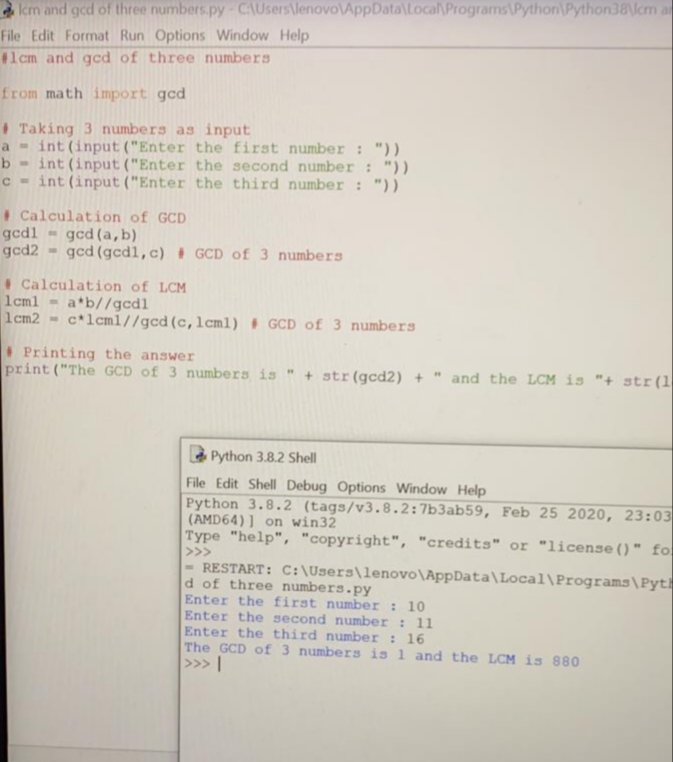 lcm and gcd of three numbers.py - C:\Users\lenovo\AppData\Local\Programs\Python\Python38\lcm an
File Edit Format Run Options Window Help
#lcm and gcd of three numbers
from math import gcd
# Taking 3 numbers as input
a = int(input("Enter the first number : "))
b = int(input("Enter the second number : "))
c = int(input("Enter the third number : "))
# Calculation of GCD
gcd1 = gcd(a,b)
gcd2 = gcd(gcd1,c) # GCD of 3 numbers
# Calculation of LCM
lcm1 = a*b//gcd1
lcm2 = c*lcm1//gcd(c,lcm1) # GCD of 3 numbers
# Printing the answer
print("The GCD of 3 numbers is " + str(gcd2) + " and the LCM is "+ str(l
Python 3.8.2 Shell
File Edit Shell Debug Options Window Help
Python 3.8.2 (tags/v3.8.2:7b3ab59, Feb 25 2020, 23:03
(AMD64)] on win32
Type "help", "copyright", "credits" or "license()" fo
>>>
= RESTART: C:\Users\lenovo\AppData\Local\Programs\Pyth
d of three numbers.py
Enter the first number : 10
Enter the second number : 11
Enter the third number : 16
The GCD of 3 numbers is 1 and the LCM is 880
>>>